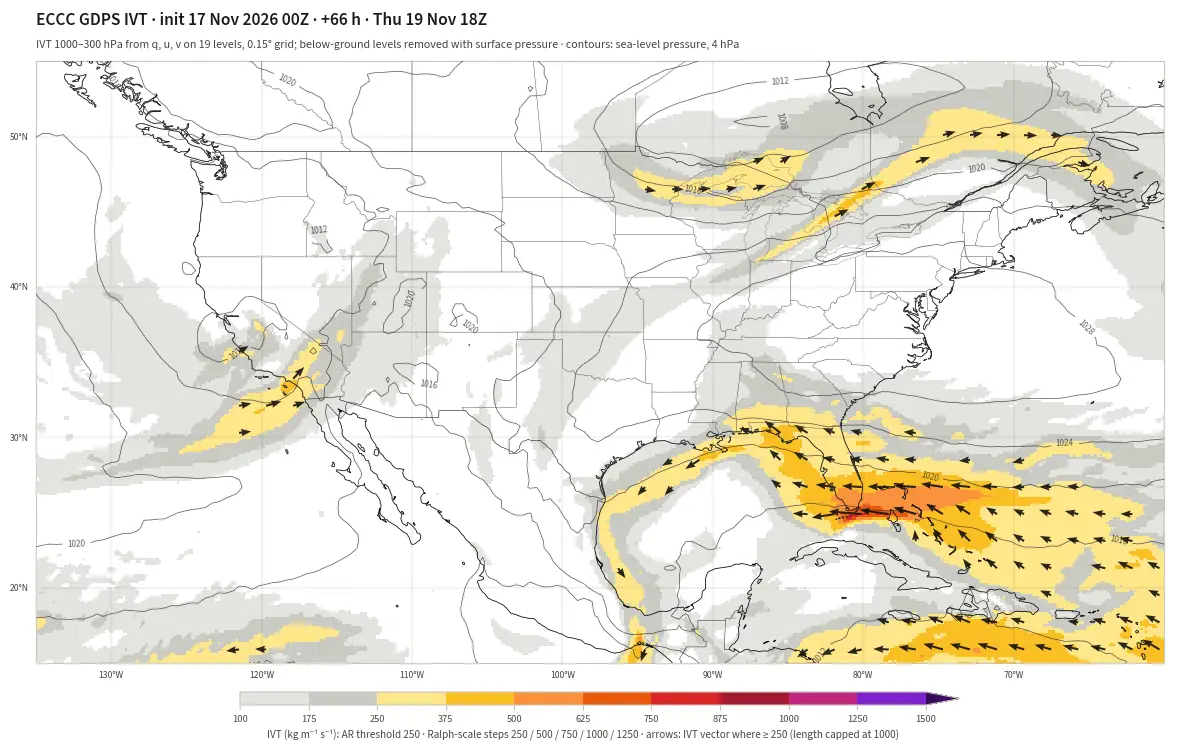 ECCC GDPS IVT · init 17 Nov 2026 00Z · +66 h · Thu 19 Nov 18Z
IVT 1000–300 hPa from q, u, v on 19 levels, 0.15° grid; below-ground levels removed with surface pressure · contours: sea-level pressure, 4 hPa
1020
1012
1008
50°N
1016
1020
1012
40°N
1020
1020
1028
1016
30°N
1024
1020
1020
20°N
1012
130°W
120°W
110°W
100°W
90°W
80°W
70°W
100
175
250
375
500
625
750
875
1000
1250
1500
IVT (kg m⁻¹ s⁻¹): AR threshold 250 · Ralph-scale steps 250 / 500 / 750 / 1000 / 1250 · arrows: IVT vector where ≥ 250 (length capped at 1000)